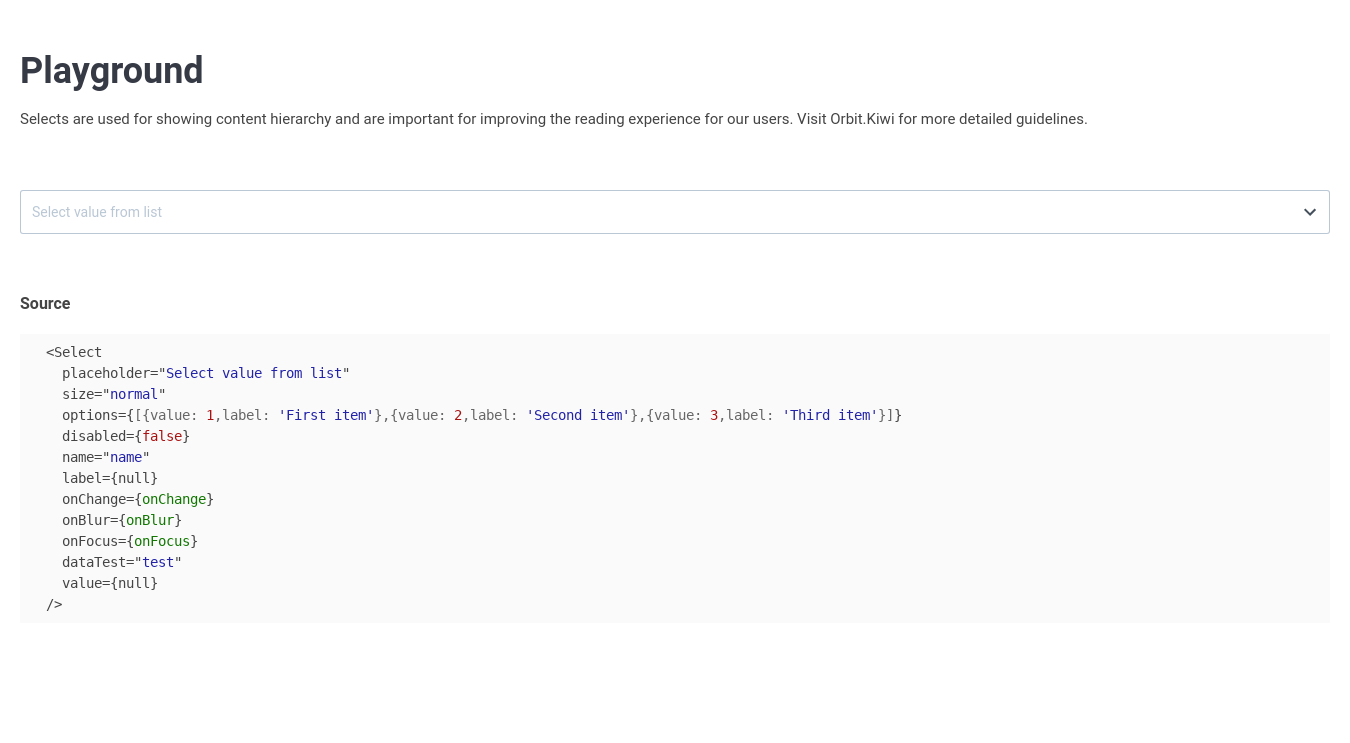 Playground
Selects are used for showing content hierarchy and are important for improving the reading experience for our users. Visit Orbit.Kiwi for more detailed guidelines.
Select value from list
Source
<Select
  placeholder="Select value from list"
  size="normal"
  options={[{value: 1,label: 'First item'},{value: 2,label: 'Second item'},{value: 3,label: 'Third item'}]}
  disabled={false}
  name="name"
  label={null}
  onChange={onChange}
  onBlur={onBlur}
  onFocus={onFocus}
  dataTest="test"
  value={null}
/>